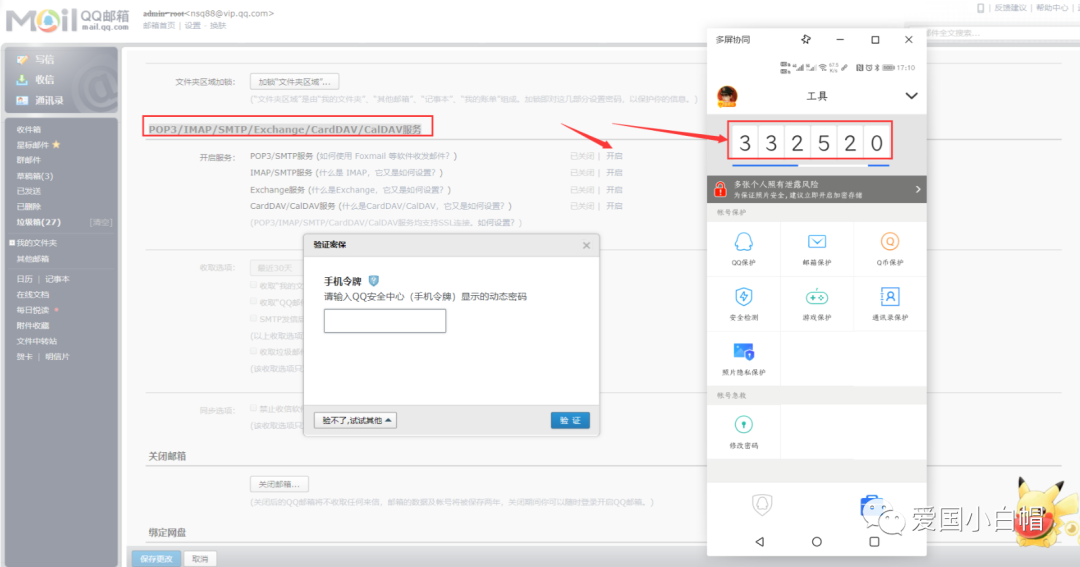 MOil QQ邮箱
mail.qq.com
admin-root<nsq88@vip.qq.com>
邮箱首页 | 设置 - 换肤
反馈建议 | 帮助中心 |
邮件全文搜索...
写信
收信
通讯录
收件箱
星标邮件
群邮件
草稿箱(3)
已发送
已删除
垃圾箱(27) [清空]
我的文件夹
其他邮箱
日历 | 记事本
在线文档
每日悦读
附件收藏
文件中转站
贺卡 | 明信片
文件夹区域加锁: 加锁"文件夹区域"...
("文件夹区域"是由"我的文件夹"、"其他邮箱"、"记事本"、"我的账单"组成。加锁即对这几部分设置密码，以保护你的信息。)
POP3/IMAP/SMTP/Exchange/CardDAV/CalDAV服务
开启服务: POP3/SMTP服务 (如何使用 Foxmail 等软件收发邮件？) 已关闭 | 开启
IMAP/SMTP服务 (什么是 IMAP，它又是如何设置？) 已关闭 | 开启
Exchange服务 (什么是Exchange，它又是如何设置？) 已关闭 | 开启
CardDAV/CalDAV服务 (什么是CardDAV/CalDAV，它又是如何设置？) 已关闭 | 开启
(POP3/IMAP/SMTP/CardDAV/CalDAV服务均支持SSL连接。如何设置？)
收取选项: 最近30天
收取"我的文
收取"QQ邮
SMTP发信
(以上收取选项
收取垃圾邮
(该收取选项只
同步选项: 禁止收信软
(该收取选项只
验证密保
手机令牌
请输入QQ安全中心（手机令牌）显示的动态密码
验不了,试试其他
验 证
关闭邮箱
关闭邮箱...
(关闭后的QQ邮箱将不收取任何来信，邮箱的数据及帐号将被保存两年，关闭期间你可以随时登录开启QQ邮箱。)
绑定网盘
保存更改 取消
多屏协同
17:10
工具
3 3 2 5 2 0
多张个人照有泄露风险
为保证照片安全,建议立即开启加密存储
帐号保护
QQ保护 邮箱保护 Q币保护
安全检测 游戏保护 通讯录保护
照片隐私保护
帐号急救
修改密码
爱国小白帽